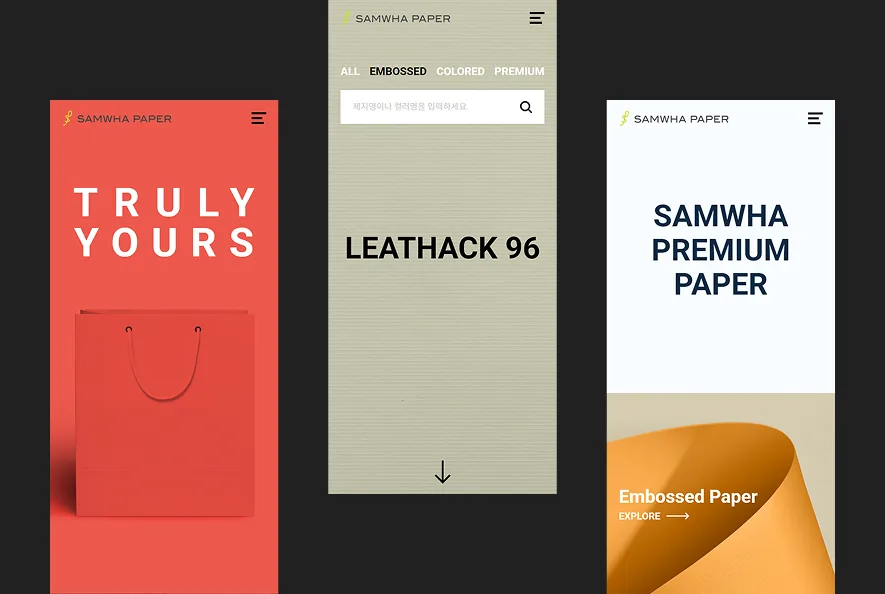 SAMWHA PAPER
TRULY
YOURS
SAMWHA PAPER
ALL EMBOSSED COLORED PREMIUM
제지명이나 컬러명을 입력하세요.
LEATHACK 96
SAMWHA PAPER
SAMWHA
PREMIUM
PAPER
Embossed Paper
EXPLORE